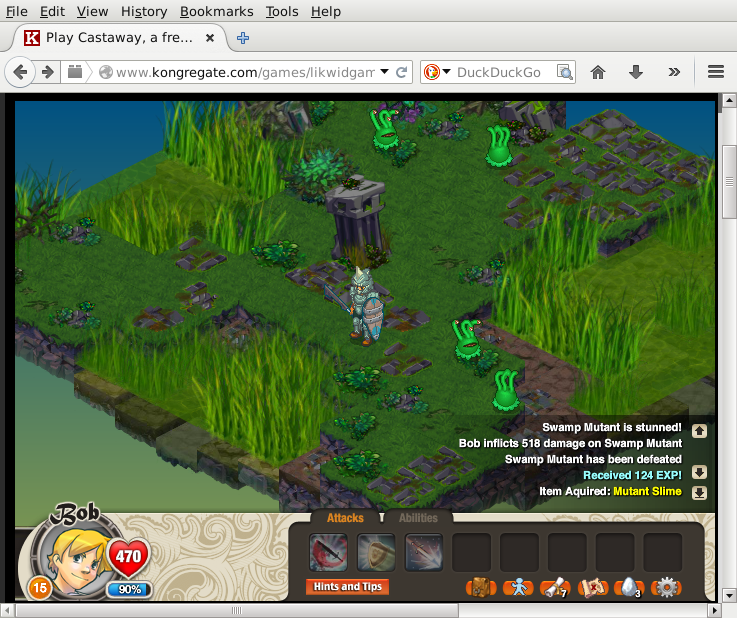 File Edit View History Bookmarks Tools Help
Play Castaway, a fre...
www.kongregate.com/games/likwidgam
DuckDuckGo
Swamp Mutant is stunned!
Bob inflicts 518 damage on Swamp Mutant
Swamp Mutant has been defeated
Received 124 EXP!
Item Aquired: Mutant Slime
Bob
Attacks Abilities
470
15
90%
Hints and Tips
7
3